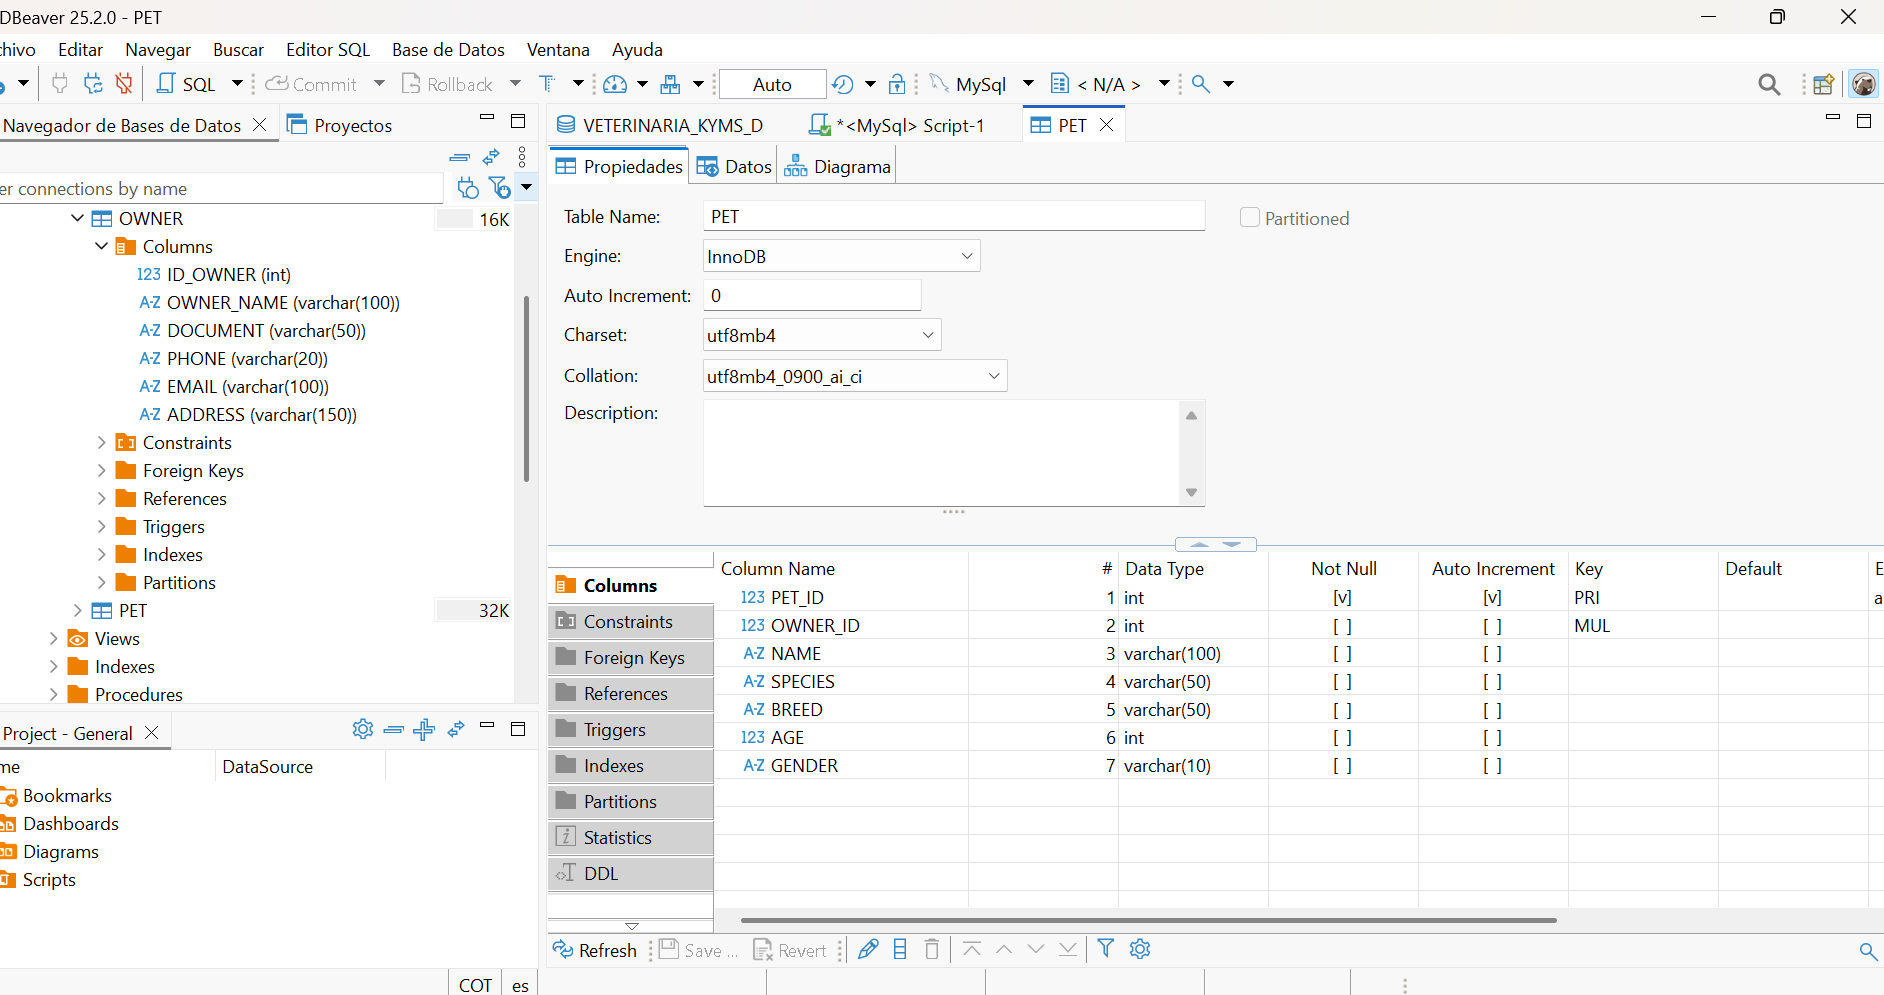 DBeaver 25.2.0 - PET
chivo Editar Navegar Buscar Editor SQL Base de Datos Ventana Ayuda
SQL Commit Rollback T Auto MySql < N/A >
Navegador de Bases de Datos Proyectos
er connections by name
OWNER 16K
Columns
123 ID_OWNER (int)
A-Z OWNER_NAME (varchar(100))
A-Z DOCUMENT (varchar(50))
A-Z PHONE (varchar(20))
A-Z EMAIL (varchar(100))
A-Z ADDRESS (varchar(150))
Constraints
Foreign Keys
References
Triggers
Indexes
Partitions
PET 32K
Views
Indexes
Procedures
Project - General
me DataSource
Bookmarks
Dashboards
Diagrams
Scripts
VETERINARIA_KYMS_D *<MySql> Script-1 PET
Propiedades Datos Diagrama
Table Name: PET Partitioned
Engine: InnoDB
Auto Increment: 0
Charset: utf8mb4
Collation: utf8mb4_0900_ai_ci
Description:
Columns
Constraints
Foreign Keys
References
Triggers
Indexes
Partitions
Statistics
DDL
Column Name # Data Type Not Null Auto Increment Key Default E
123 PET_ID 1 int [v] [v] PRI a
123 OWNER_ID 2 int [ ] [ ] MUL
A-Z NAME 3 varchar(100) [ ] [ ]
A-Z SPECIES 4 varchar(50) [ ] [ ]
A-Z BREED 5 varchar(50) [ ] [ ]
123 AGE 6 int [ ] [ ]
A-Z GENDER 7 varchar(10) [ ] [ ]
Refresh Save ... Revert
COT es